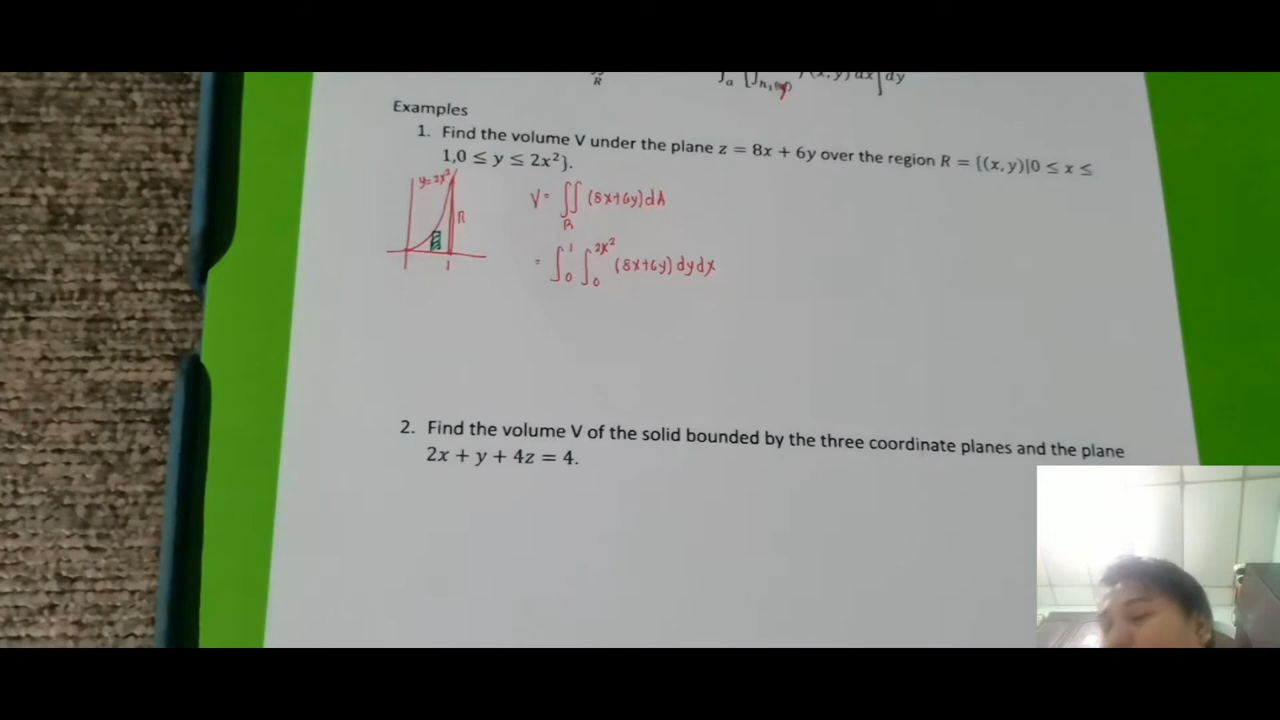 R
Examples
1. Find the volume V under the plane z = 8x + 6y over the region R = {(x, y)|0 ≤ x ≤
1,0 ≤ y ≤ 2x²}.
y=2x²
R
1
V= ∬ (8x+6y)dA
R
= ∫₀¹ ∫₀^{2x²} (8x+6y) dy dx
2. Find the volume V of the solid bounded by the three coordinate planes and the plane
2x + y + 4z = 4.